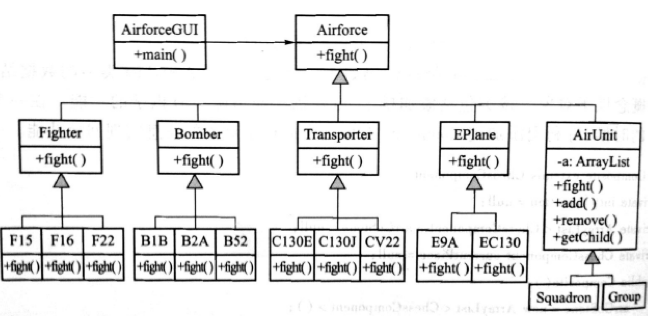 AirforceGUI
+main( )
Airforce
+fight( )
Fighter
+fight( )
Bomber
+fight( )
Transporter
+fight( )
EPlane
+fight( )
AirUnit
-a: ArrayList
+fight( )
+add( )
+remove( )
+getChild( )
F15 F16 F22
+fight() +fight() +fight()
B1B B2A B52
+fight() +fight() +fight()
C130E C130J CV22
+fight() +fight() +fight()
E9A EC130
+fight( ) +fight( )
Squadron Group